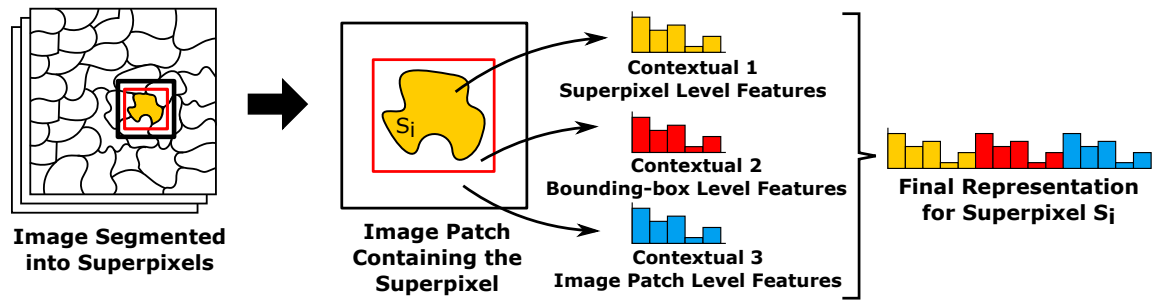 Image Segmented
into Superpixels
Si
Image Patch
Containing the
Superpixel
Contextual 1
Superpixel Level Features
Contextual 2
Bounding-box Level Features
Contextual 3
Image Patch Level Features
Final Representation
for Superpixel Si